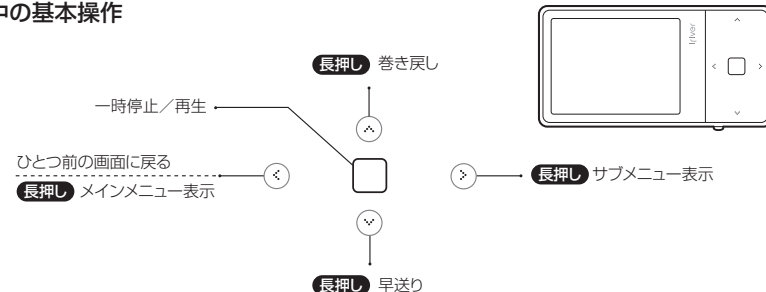 中の基本操作
長押し 巻き戻し
一時停止／再生
ひとつ前の画面に戻る
長押し メインメニュー表示
長押し サブメニュー表示
長押し 早送り
iriver